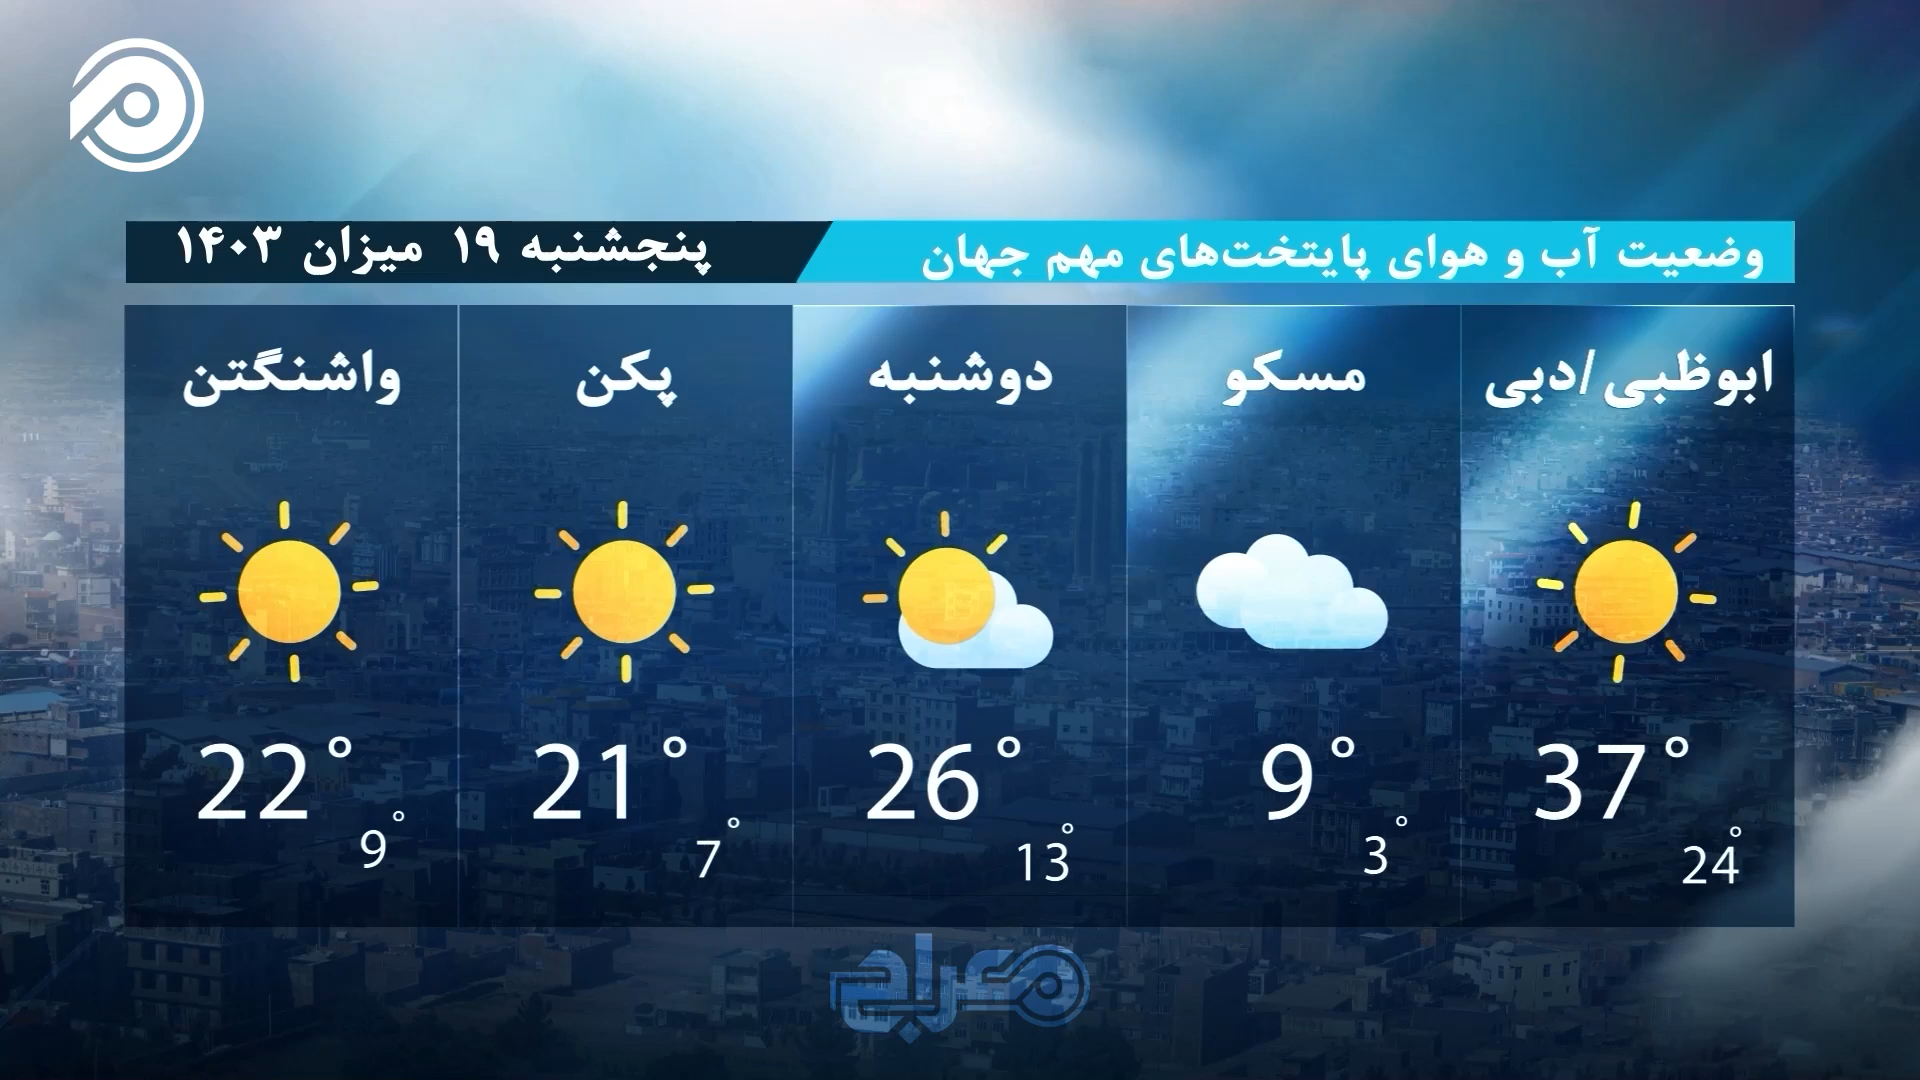 وضعیت آب و هوای پایتخت‌های مهم جهان
پنجشنبه ۱۹ میزان ۱۴۰۳
ابوظبی/دبی
37°
24°
مسکو
9°
3°
دوشنبه
26°
13°
پکن
21°
7°
واشنگتن
22°
9°
معراج